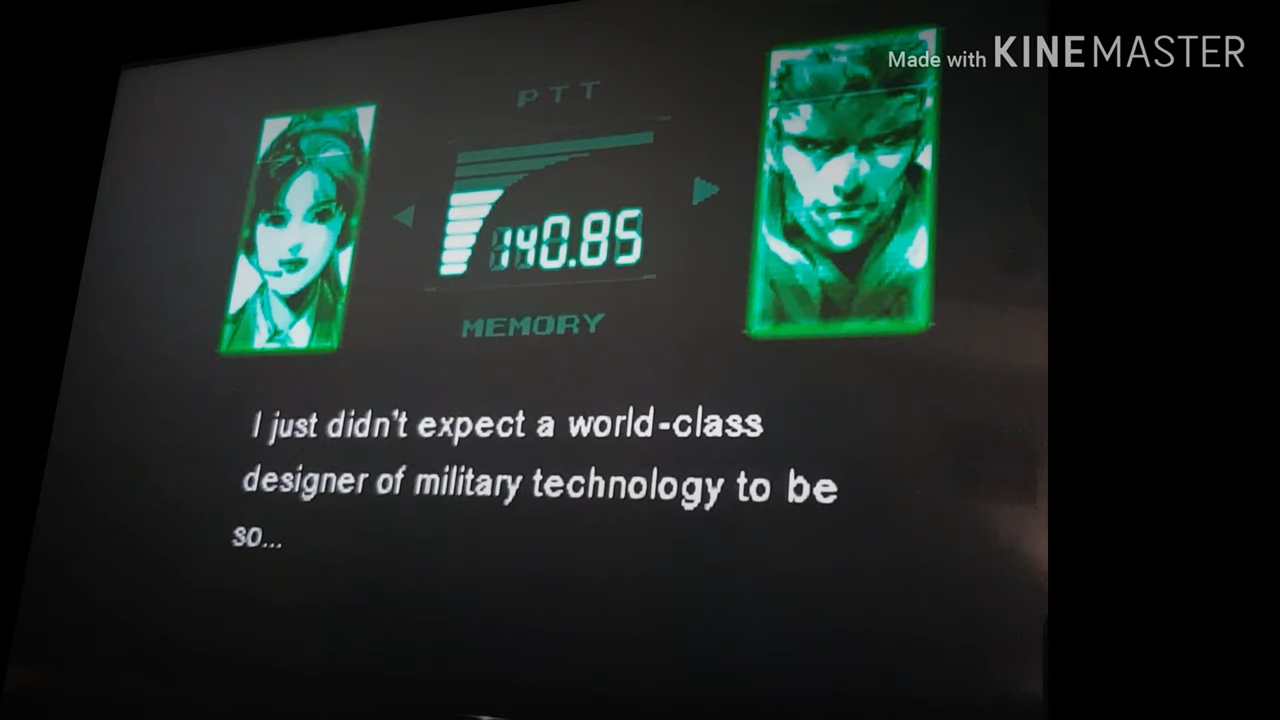 Made with KINEMASTER
PTT
140.85
MEMORY
I just didn't expect a world-class
designer of military technology to be
so...